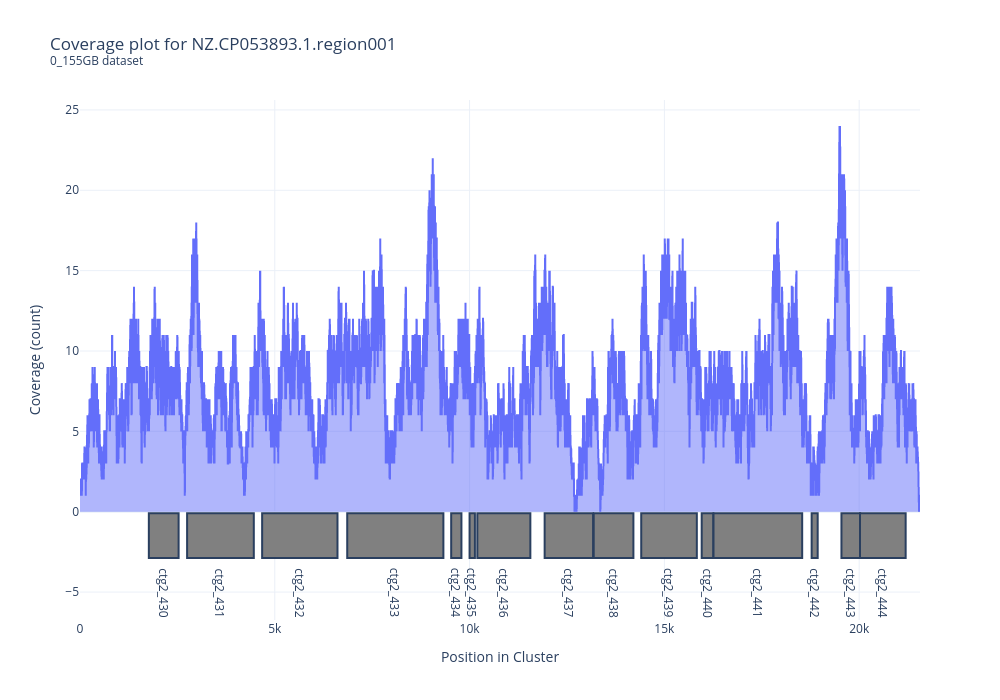 Coverage plot for NZ.CP053893.1.region001
0_155GB dataset
25
20
15
10
5
0
−5
Coverage (count)
ctg2_430
ctg2_431
ctg2_432
ctg2_433
ctg2_434
ctg2_435
ctg2_436
ctg2_437
ctg2_438
ctg2_439
ctg2_440
ctg2_441
ctg2_442
ctg2_443
ctg2_444
0
5k
10k
15k
20k
Position in Cluster